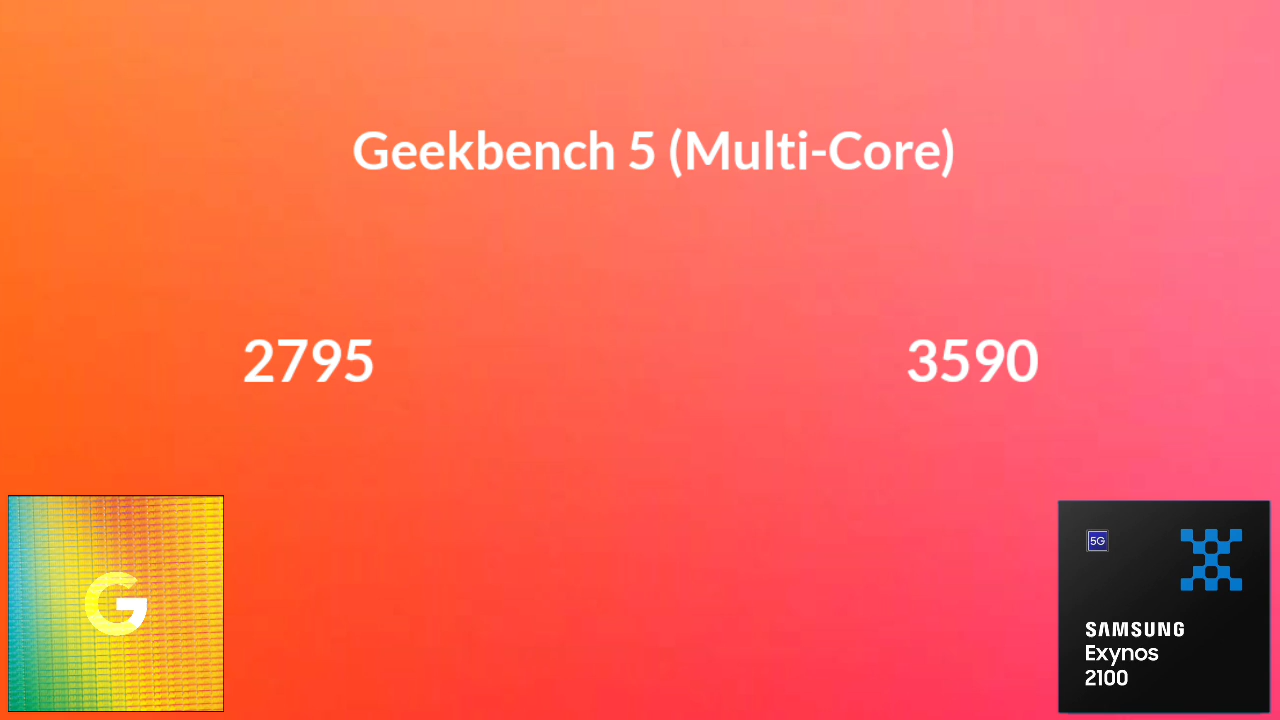 Geekbench 5 (Multi-Core)
2795
3590
G
5G
SAMSUNG
Exynos
2100